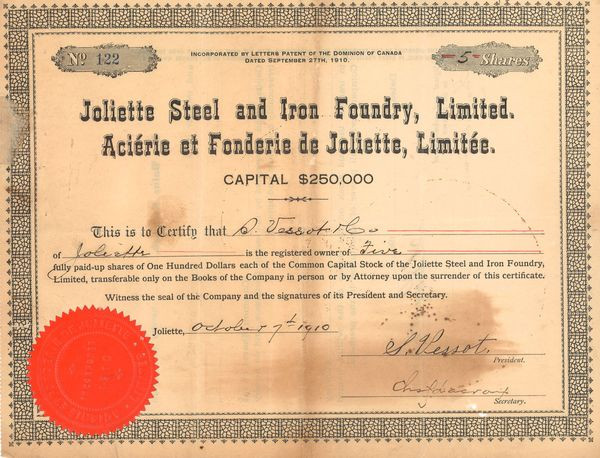 Nº 122
INCORPORATED BY LETTERS PATENT OF THE DOMINION OF CANADA
DATED SEPTEMBER 27TH, 1910.
-5- Shares
Joliette Steel and Iron Foundry, Limited.
Aciérie et Fonderie de Joliette, Limitée.
CAPITAL $250,000
This is to Certify that S. Vessot & Co
of Joliette is the registered owner of Five
fully paid-up shares of One Hundred Dollars each of the Common Capital Stock of the Joliette Steel and Iron Foundry,
Limited, transferable only on the Books of the Company in person or by Attorney upon the surrender of this certificate.
Witness the seal of the Company and the signatures of its President and Secretary.
Joliette, October 7th 1910
S. Vessot.
President.
Secretary.